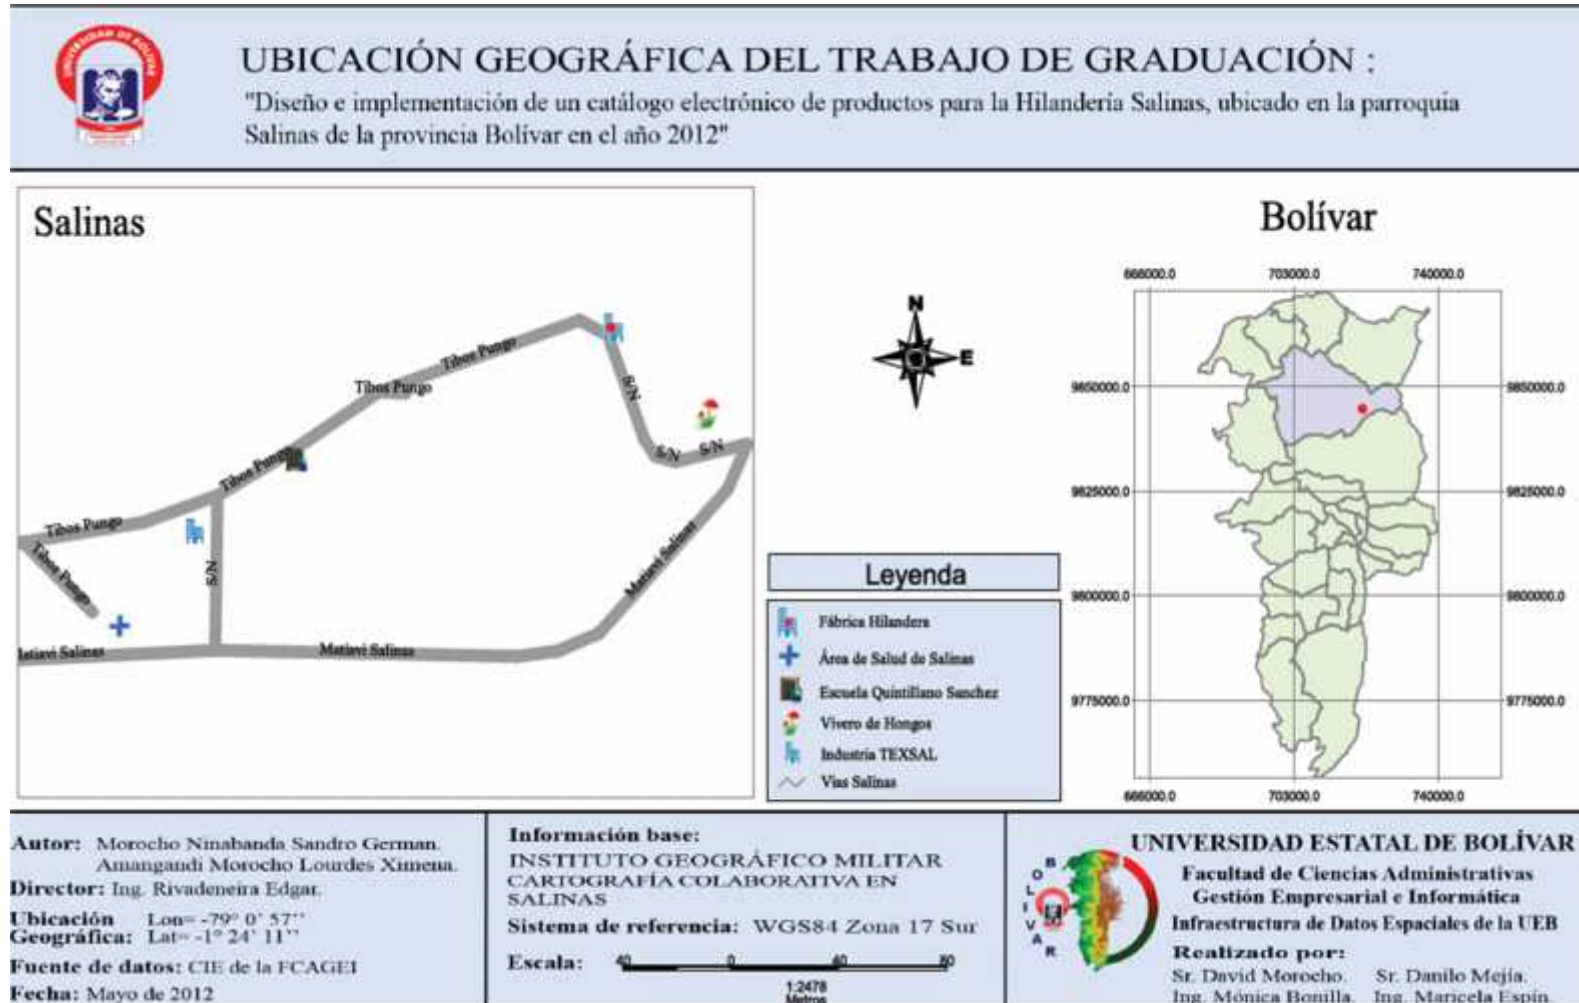 UNIVERSIDAD DE BOLIVAR
UBICACIÓN GEOGRÁFICA DEL TRABAJO DE GRADUACIÓN :
"Diseño e implementación de un catálogo electrónico de productos para la Hilandería Salinas, ubicado en la parroquia
Salinas de la provincia Bolívar en el año 2012"
Salinas
Tibos Pungo
Tibos Pungo
Tibos Pungo
Tibos Pungo
Tibos Pungo
S/N
S/N
S/N
S/N
Matiavi Salinas
Matiavi Salinas
latiavi Salinas
N
E
Bolívar
666000.0 703000.0 740000.0
9850000.0 9850000.0
9825000.0 9825000.0
9800000.0 9800000.0
9775000.0 9775000.0
666000.0 703000.0 740000.0
Leyenda
Fábrica Hilandera
Área de Salud de Salinas
Escuela Quintillano Sanchez
Vivero de Hongos
Industria TEXSAL
Vias Salinas
Autor: Morocho Ninabanda Sandro German.
Amangandi Morocho Lourdes Ximena.
Director: Ing. Rivadeneira Edgar.
Ubicación Lon= -79° 0' 57''
Geográfica: Lat= -1° 24' 11''
Fuente de datos: CIE de la FCAGEI
Fecha: Mayo de 2012
Información base:
INSTITUTO GEOGRÁFICO MILITAR
CARTOGRAFÍA COLABORATIVA EN
SALINAS
Sistema de referencia: WGS84 Zona 17 Sur
Escala: 40 0 40 80
1:2478
Metros
BOLIVAR
UNIVERSIDAD ESTATAL DE BOLÍVAR
Facultad de Ciencias Administrativas
Gestión Empresarial e Informática
Infraestructura de Datos Espaciales de la UEB
Realizado por:
Sr. David Morocho. Sr. Danilo Mejía.
Ing. Mónica Bonilla. Ing. Maricela Espín.